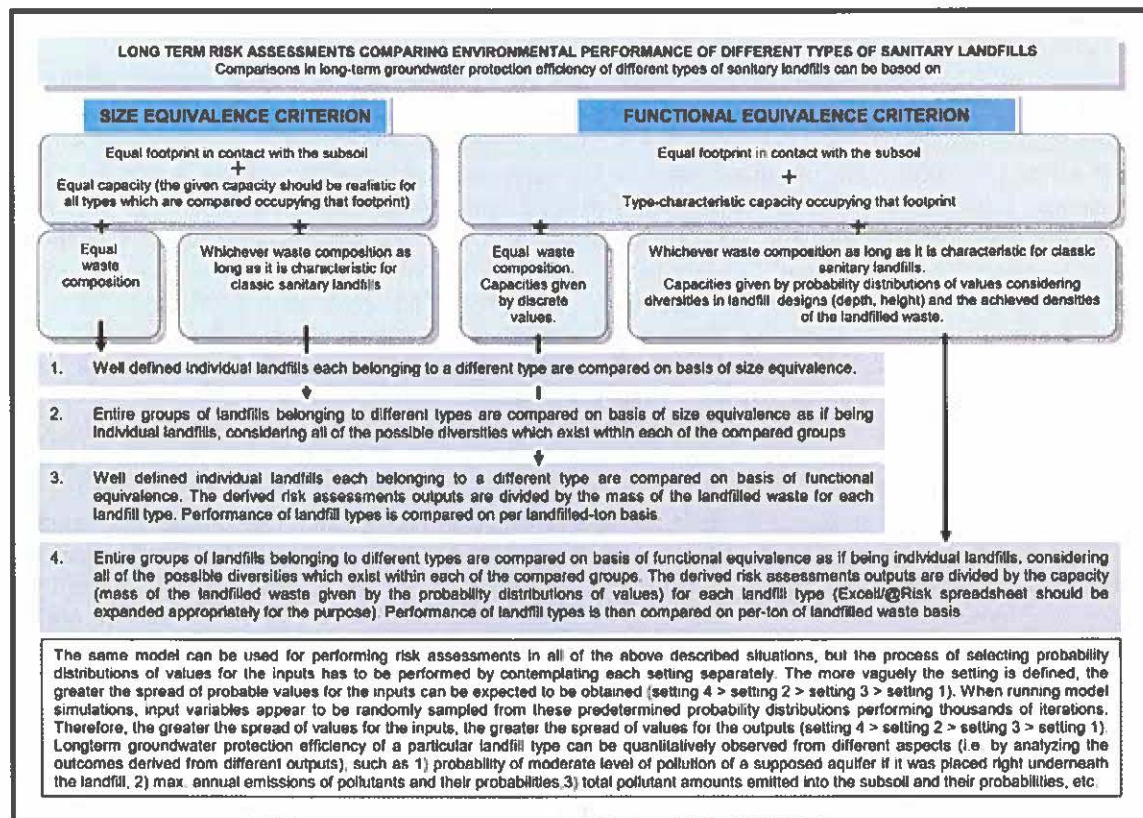 LONG TERM RISK ASSESSMENTS COMPARING ENVIRONMENTAL PERFORMANCE OF DIFFERENT TYPES OF SANITARY LANDFILLS
Comparisons in long-term groundwater protection efficiency of different types of sanitary landfills can be based on
SIZE EQUIVALENCE CRITERION
Equal footprint in contact with the subsoil
+
Equal capacity (the given capacity should be realistic for
all types which are compared occupying that footprint)
+
Equal
waste
composition
+
Whichever waste composition as
long as it is characteristic for
classic sanitary landfills
FUNCTIONAL EQUIVALENCE CRITERION
Equal footprint in contact with the subsoil
+
Type-characteristic capacity occupying that footprint
+
Equal waste
composition.
Capacities given
by discrete
values.
+
Whichever waste composition as long as it is characteristic for classic
sanitary landfills.
Capacities given by probability distributions of values considering
diversities in landfill designs (depth, height) and the achieved densities
of the landfilled waste.
1. Well defined individual landfills each belonging to a different type are compared on basis of size equivalence.
2. Entire groups of landfills belonging to different types are compared on basis of size equivalence as if being
individual landfills, considering all of the possible diversities which exist within each of the compared groups
3. Well defined individual landfills each belonging to a different type are compared on basis of functional
equivalence. The derived risk assessments outputs are divided by the mass of the landfilled waste for each
landfill type. Performance of landfill types is compared on per landfilled-ton basis
4. Entire groups of landfills belonging to different types are compared on basis of functional equivalence as if being individual landfills, considering
all of the possible diversities which exist within each of the compared groups. The derived risk assessments outputs are divided by the capacity
(mass of the landfilled waste given by the probability distributions of values) for each landfill type (Excell/@Risk spreadsheet should be
expanded appropriately for the purpose). Performance of landfill types is then compared on per-ton of landfilled waste basis
The same model can be used for performing risk assessments in all of the above described situations, but the process of selecting probability
distributions of values for the inputs has to be performed by contemplating each setting separately. The more vaguely the setting is defined, the
greater the spread of probable values for the inputs can be expected to be obtained (setting 4 > setting 2 > setting 3 > setting 1). When running model
simulations, input variables appear to be randomly sampled from these predetermined probability distributions performing thousands of iterations.
Therefore, the greater the spread of values for the inputs, the greater the spread of values for the outputs (setting 4 > setting 2 > setting 3 > setting 1).
Longterm groundwater protection efficiency of a particular landfill type can be quantitatively observed from different aspects (i.e. by analyzing the
outcomes derived from different outputs), such as 1) probability of moderate level of pollution of a supposed aquifer if it was placed right underneath
the landfill, 2) max. annual emissions of pollutants and their probabilities,3) total pollutant amounts emitted into the subsoil and their probabilities, etc.